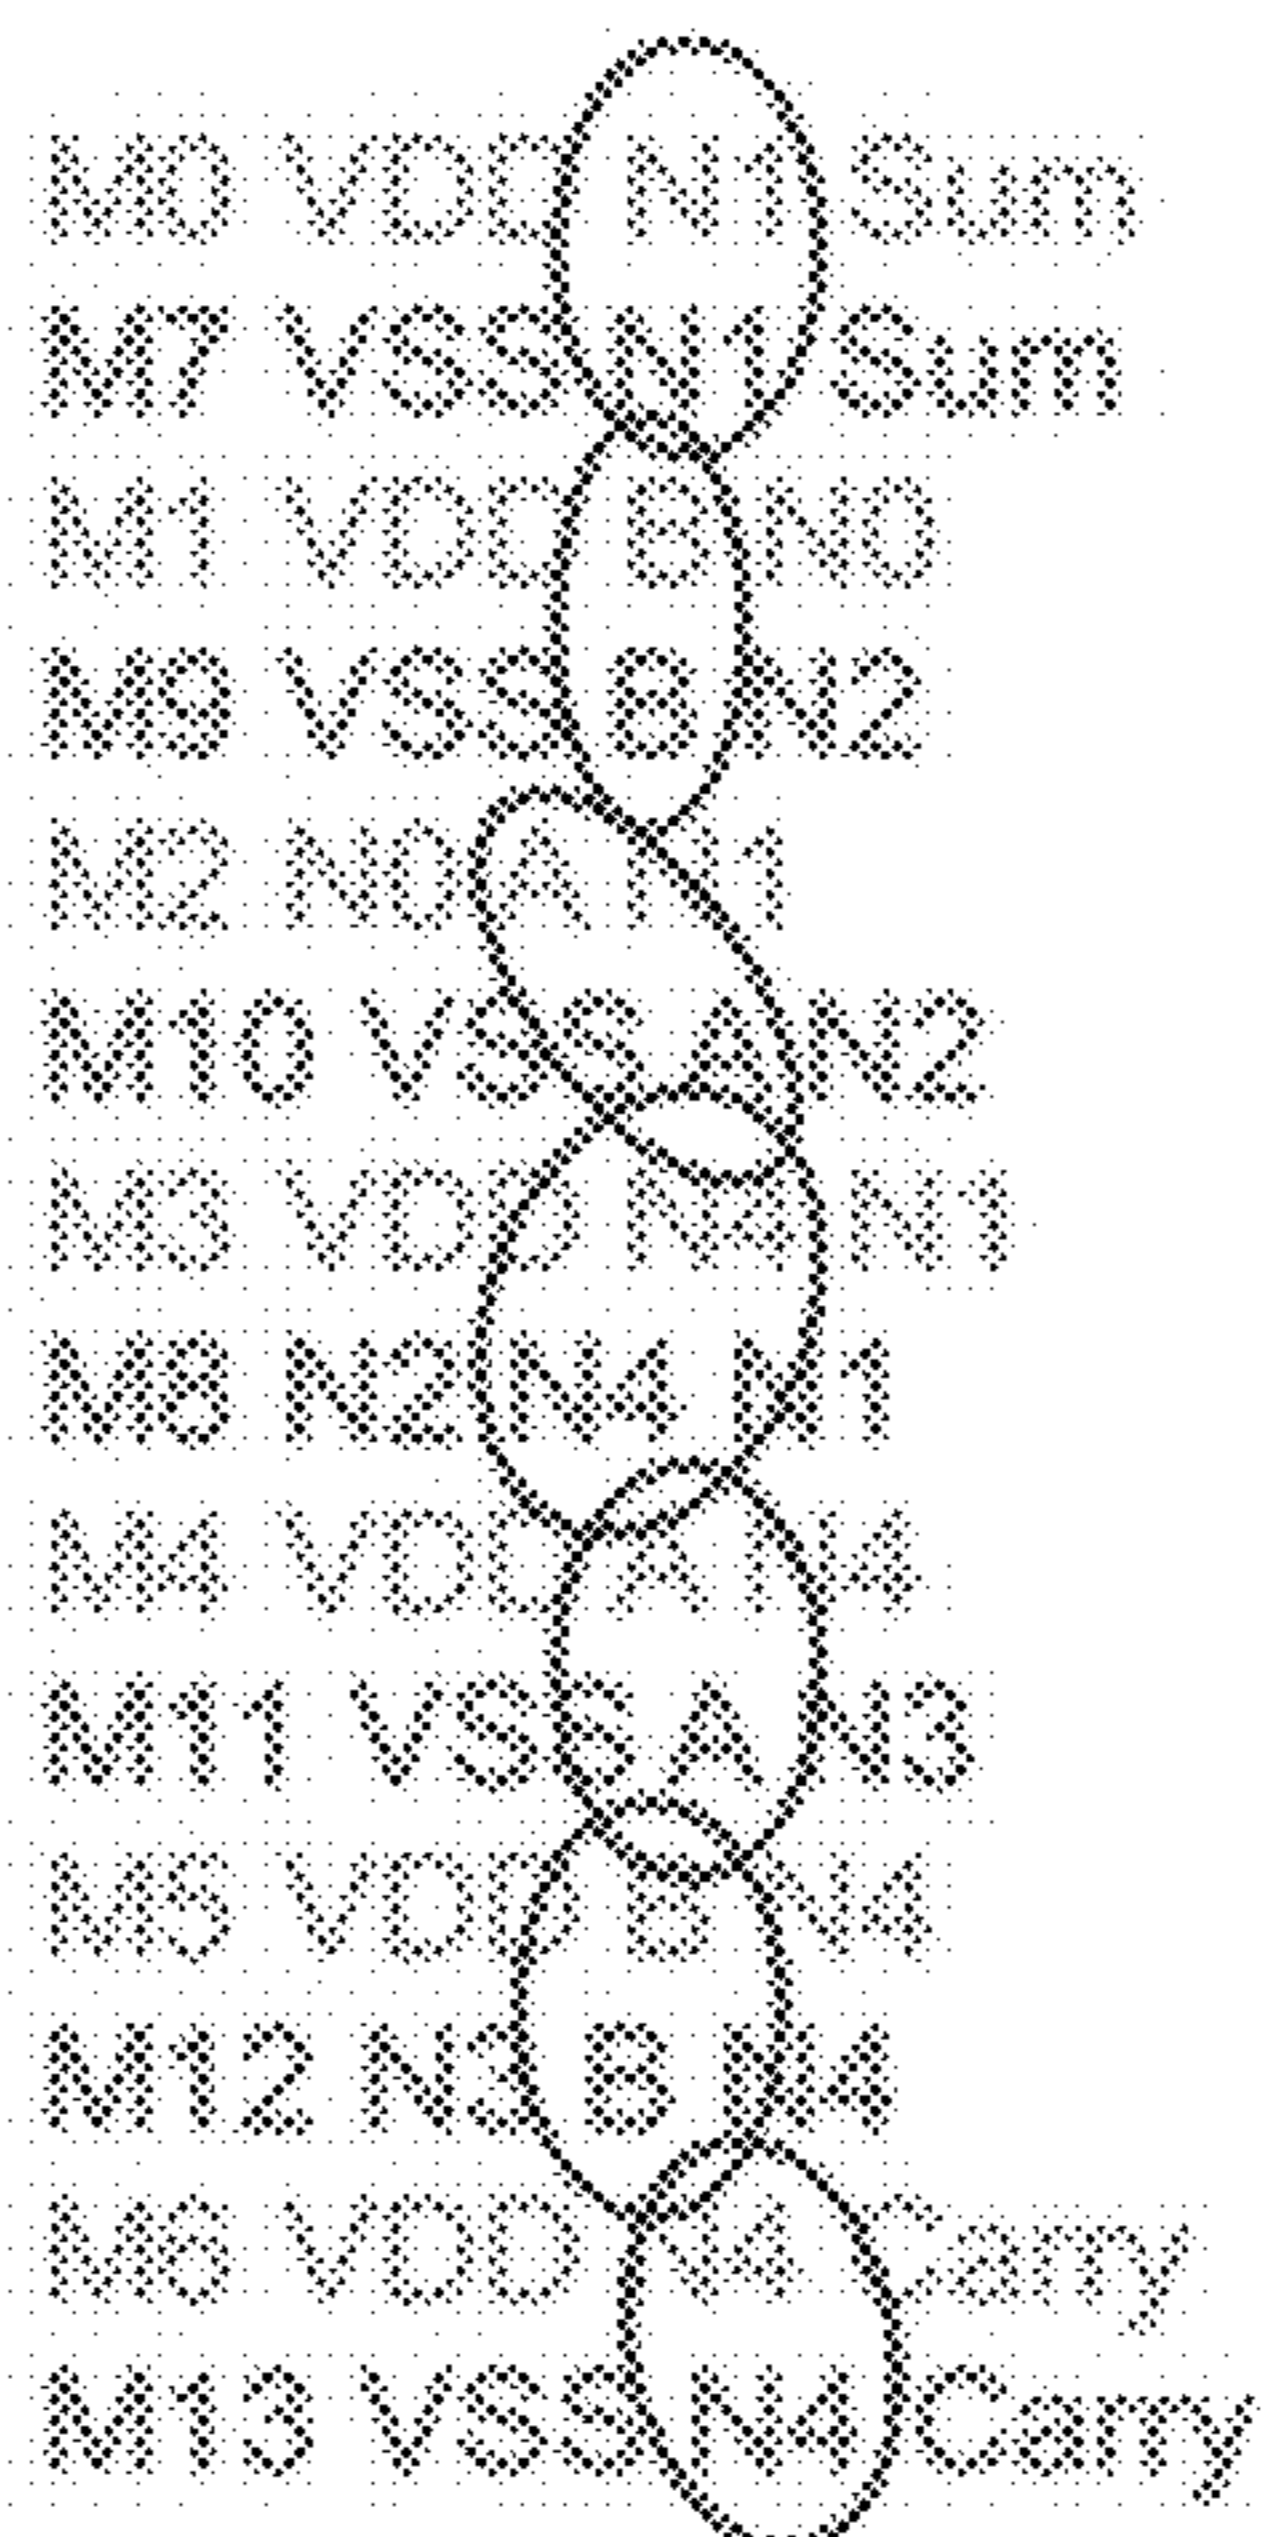 M0 VDD N1 Sum
M7 VSS N1 Sum
M1 VDD B N0
M9 VSS B N2
M2 N0 A N1
M10 VSS A N2
M3 VDD N4 N1
M8 N2 N4 N1
M4 VDD A N4
M11 VSS A N3
M5 VDD B N4
M12 N3 B N4
M6 VDD N4 Carry
M13 VSS N4 Carry